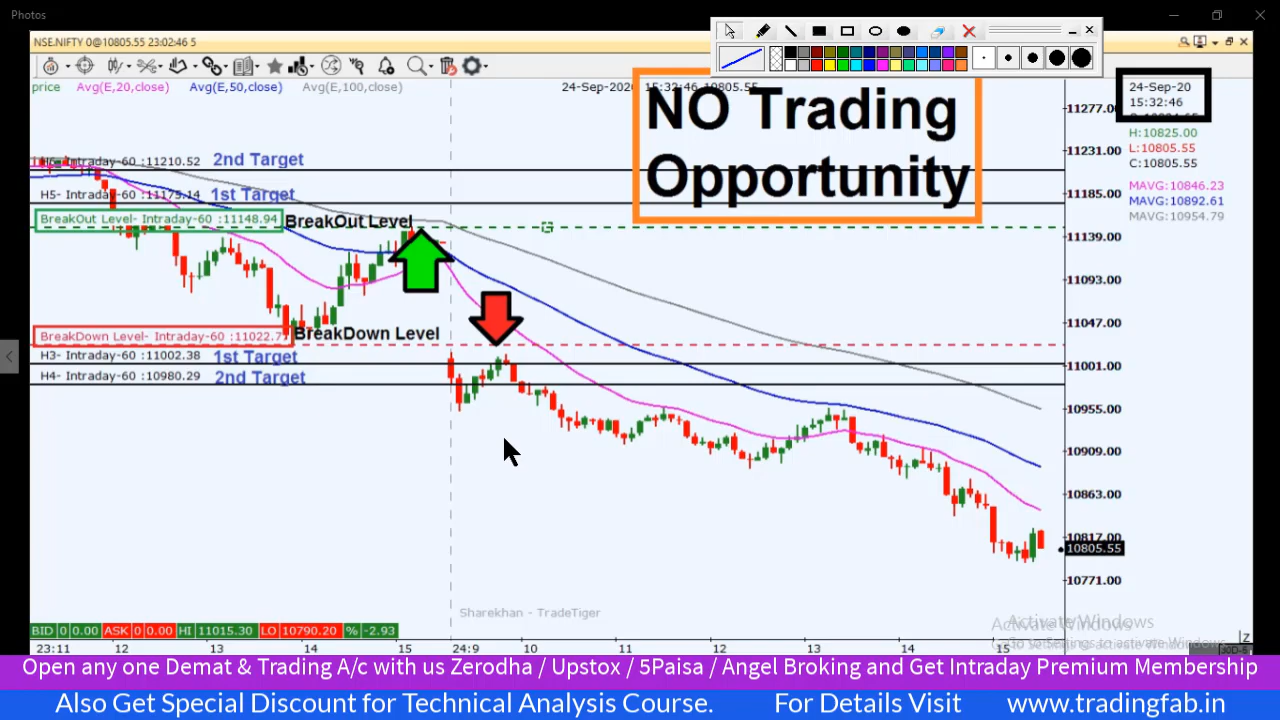 Photos
NSE.NIFTY 0@10805.55 23:02:46 5
price Avg(E,20,close) Avg(E,50,close) Avg(E,100,close)
24-Sep-2020 15:32:46 10805.55
NO Trading
Opportunity
24-Sep-20
15:32:46
H:10825.00
L:10805.55
C:10805.55
MAVG:10846.23
MAVG:10892.61
MAVG:10954.79
11277.00
11231.00
11185.00
11139.00
11093.00
11047.00
11001.00
10955.00
10909.00
10863.00
10817.00
10805.55
10771.00
H6- Intraday-60 :11210.52 2nd Target
H5- Intraday-60 :11175.14 1st Target
BreakOut Level- Intraday-60 :11148.94 BreakOut Level
BreakDown Level- Intraday-60 :11022.77 BreakDown Level
H3- Intraday-60 :11002.38 1st Target
H4- Intraday-60 :10980.29 2nd Target
Sharekhan - TradeTiger
Activate Windows
Go to Settings to activate Windows.
BID 0 0.00 ASK 0 0.00 HI 11015.30 LO 10790.20 % -2.93
23:11 12 13 14 15 24:9 10 11 12 13 14 15
Open any one Demat & Trading A/c with us Zerodha / Upstox / 5Paisa / Angel Broking and Get Intraday Premium Membership
Also Get Special Discount for Technical Analysis Course. For Details Visit www.tradingfab.in